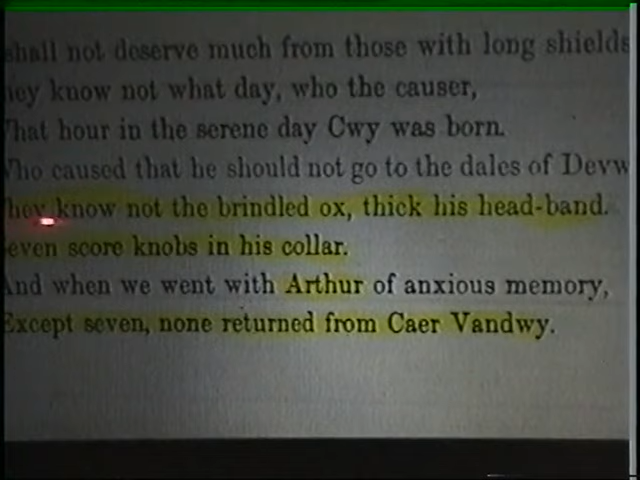 shall not deserve much from those with long shields
hey know not what day, who the causer,
What hour in the serene day Cwy was born.
Who caused that he should not go to the dales of Devw
They know not the brindled ox, thick his head-band.
even score knobs in his collar.
And when we went with Arthur of anxious memory,
Except seven, none returned from Caer Vandwy.